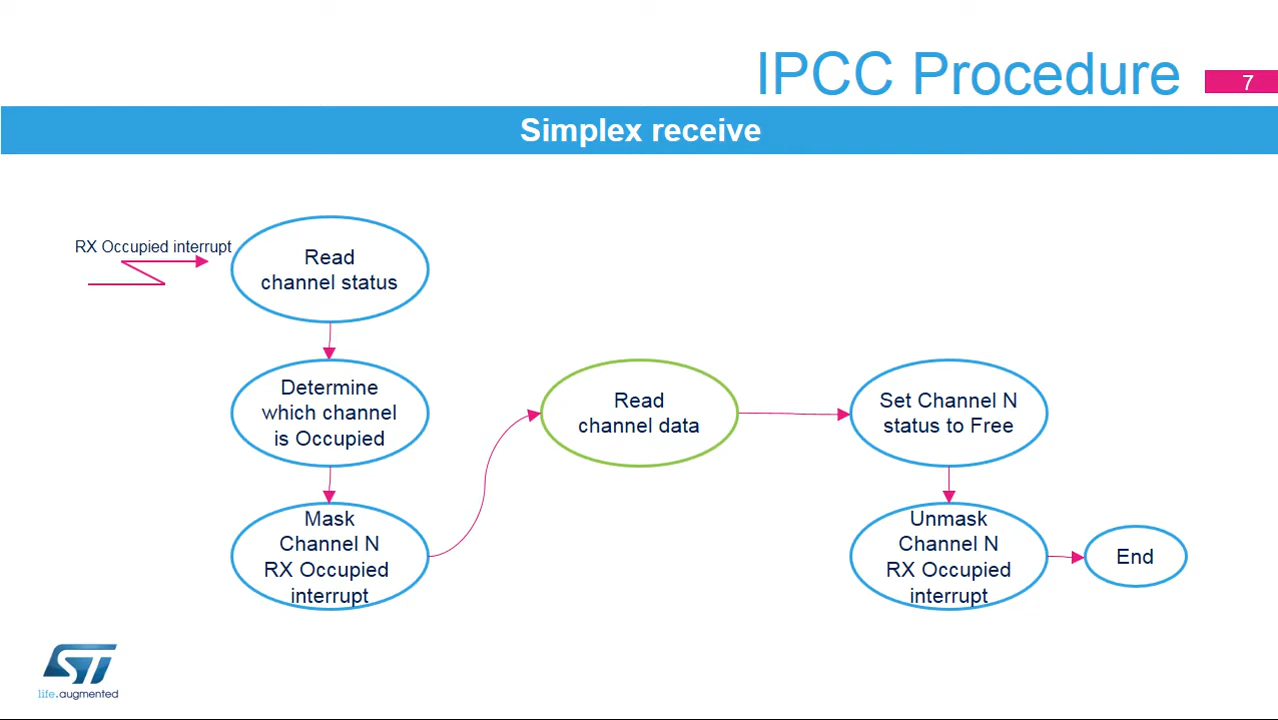 IPCC Procedure
7
Simplex receive
RX Occupied interrupt
Read
channel status
Determine
which channel
is Occupied
Mask
Channel N
RX Occupied
interrupt
Read
channel data
Set Channel N
status to Free
Unmask
Channel N
RX Occupied
interrupt
End
ST
life.augmented